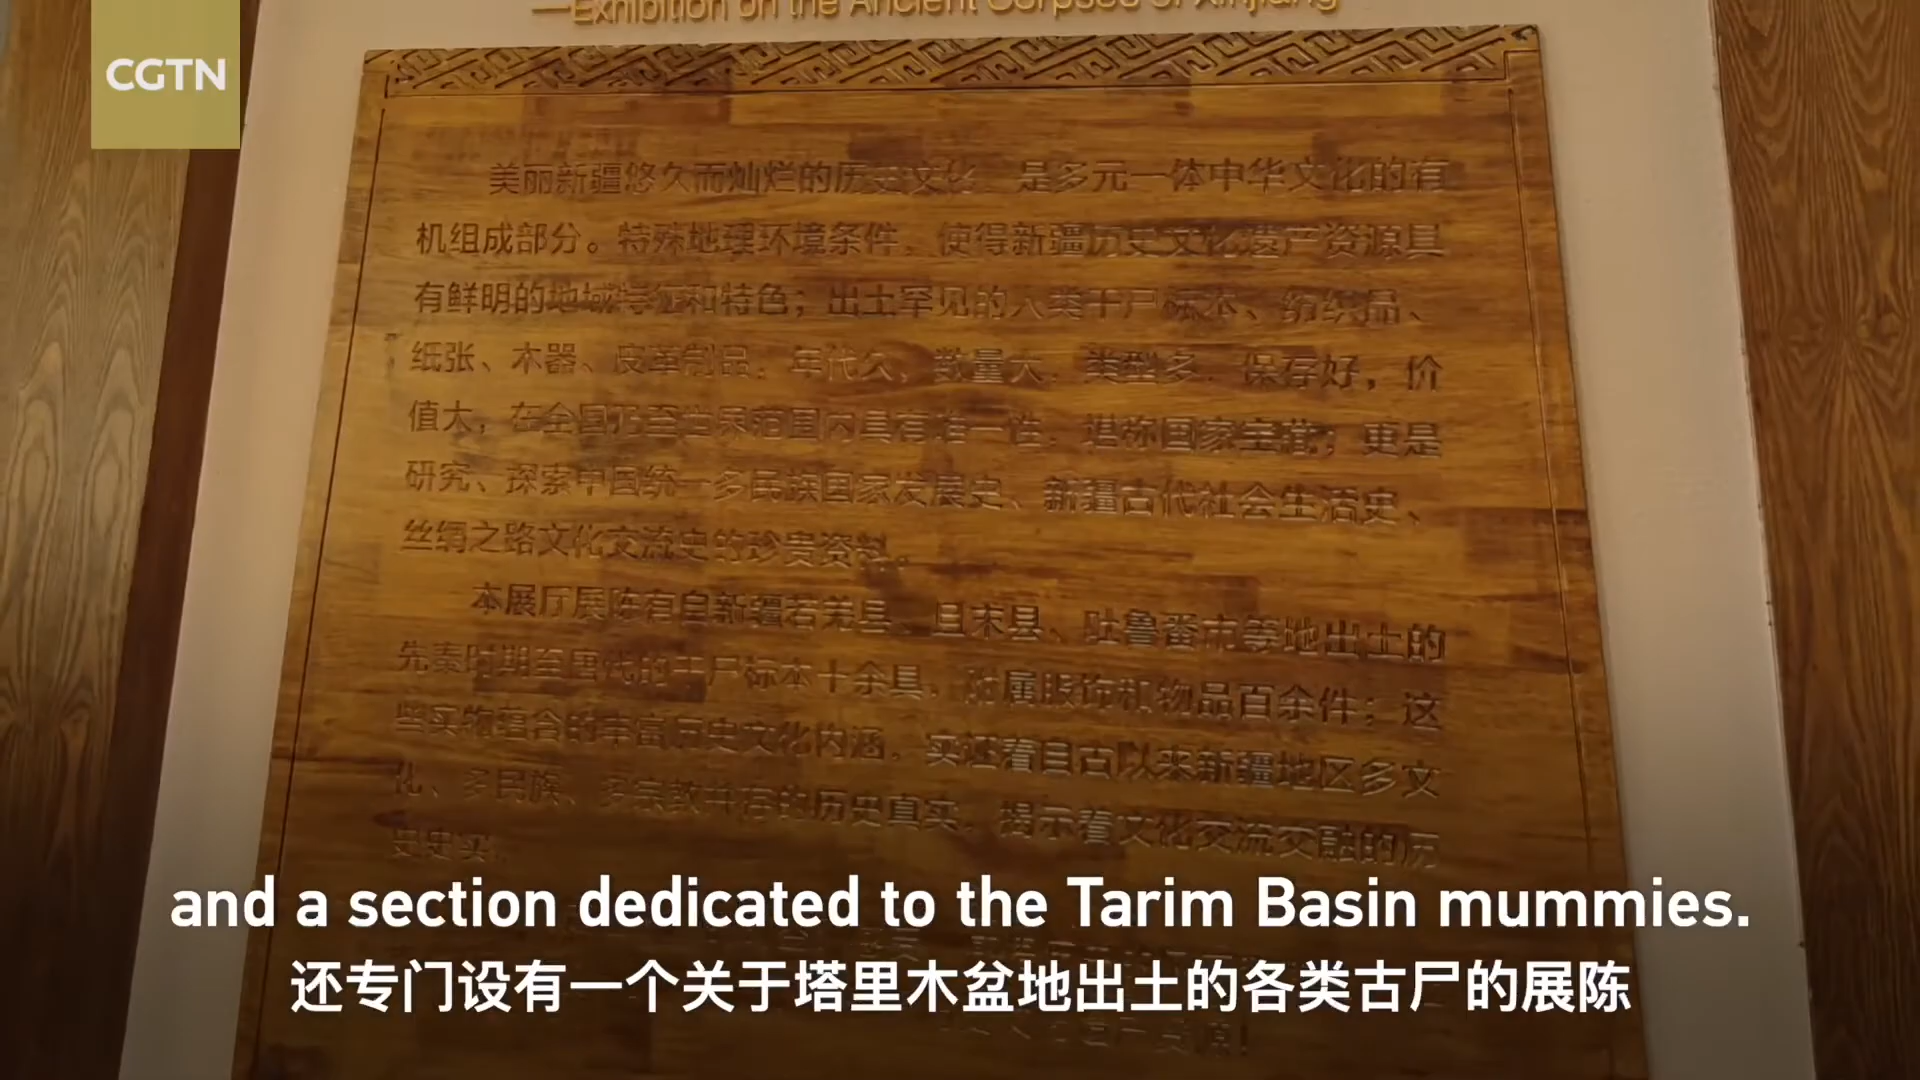 —Exhibition on the Ancient Corpses of Xinjiang
CGTN
美丽新疆悠久而灿烂的历史文化，是多元一体中华文化的有
机组成部分。特殊地理环境条件，使得新疆历史文化遗产资源具
有鲜明的地域特征和特色；出土罕见的人类干尸标本、纺织品、
纸张、木器、皮革制品，年代久，数量大，类型多，保存好，价
值大，在全国乃至世界范围内具有唯一性，堪称国家宝藏；更是
研究、探索中国统一多民族国家发展史、新疆古代社会生活史、
丝绸之路文化交流史的珍贵资料。
本展厅展陈有自新疆若羌县、且末县、吐鲁番市等地出土的
先秦时期至唐代的干尸标本十余具，附属服饰和物品百余件；这
些实物蕴含的丰富历史文化内涵，实证着自古以来新疆地区多文
化、多民族、多宗教并存的历史真实，揭示着文化交流交融的历
史史实。
and a section dedicated to the Tarim Basin mummies.
还专门设有一个关于塔里木盆地出土的各类古尸的展陈